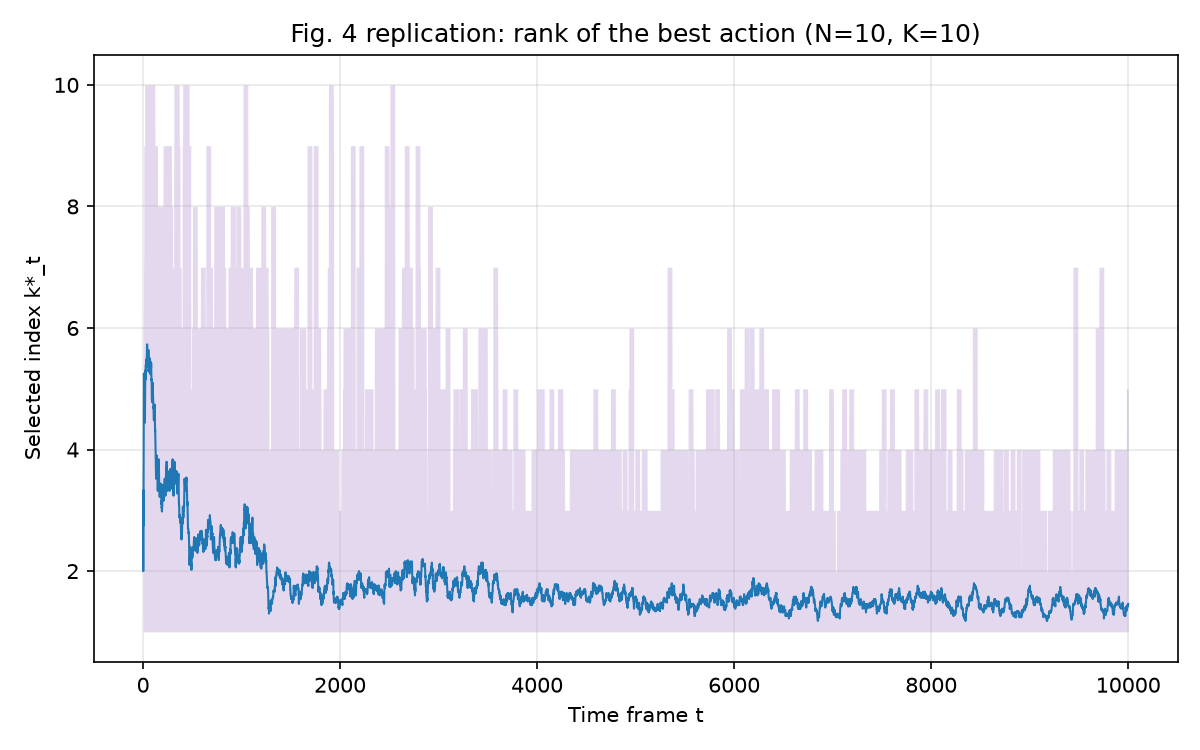 Fig. 4 replication: rank of the best action (N=10, K=10)
10
8
6
4
2
Selected index k*_t
0 2000 4000 6000 8000 10000
Time frame t